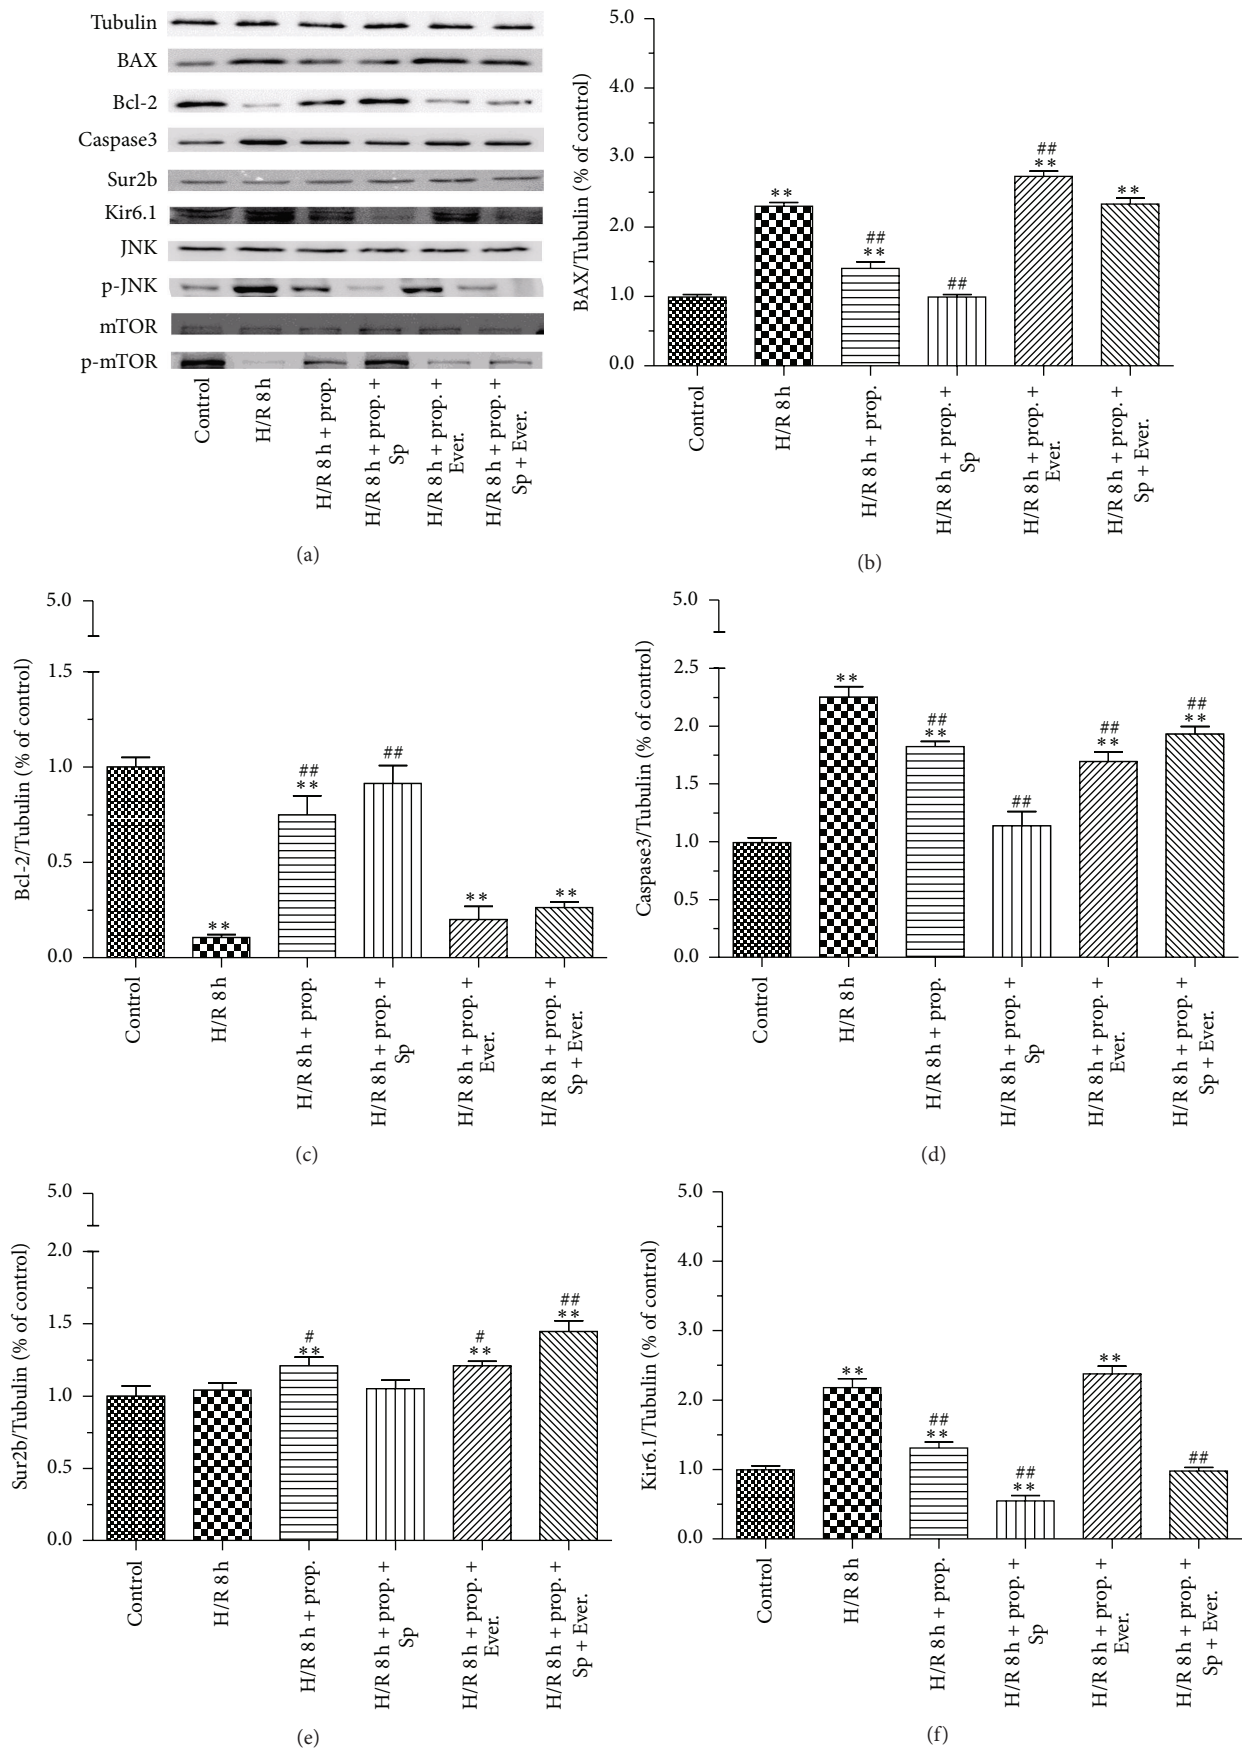 Tubulin
BAX
Bcl-2
Caspase3
Sur2b
Kir6.1
JNK
p-JNK
mTOR
p-mTOR
Control
H/R 8 h
H/R 8 h + prop.
H/R 8 h + prop. +
Sp
H/R 8 h + prop. +
Ever.
H/R 8 h + prop. +
Sp + Ever.
(a)
BAX/Tubulin (% of control)
5.0
4.0
3.0
2.0
1.0
0.0
**
##
**
##
##
**
**
Control
H/R 8 h
H/R 8 h + prop.
H/R 8 h + prop. +
Sp
H/R 8 h + prop. +
Ever.
H/R 8 h + prop. +
Sp + Ever.
(b)
Bcl-2/Tubulin (% of control)
5.0
1.5
1.0
0.5
0.0
**
##
**
##
**
**
Control
H/R 8 h
H/R 8 h + prop.
H/R 8 h + prop. +
Sp
H/R 8 h + prop. +
Ever.
H/R 8 h + prop. +
Sp + Ever.
(c)
Caspase3/Tubulin (% of control)
5.0
2.5
2.0
1.5
1.0
0.5
0.0
**
##
**
##
##
**
##
**
Control
H/R 8 h
H/R 8 h + prop.
H/R 8 h + prop. +
Sp
H/R 8 h + prop. +
Ever.
H/R 8 h + prop. +
Sp + Ever.
(d)
Sur2b/Tubulin (% of control)
5.0
2.0
1.5
1.0
0.5
0.0
#
**
#
**
##
**
Control
H/R 8 h
H/R 8 h + prop.
H/R 8 h + prop. +
Sp
H/R 8 h + prop. +
Ever.
H/R 8 h + prop. +
Sp + Ever.
(e)
Kir6.1/Tubulin (% of control)
5.0
4.0
3.0
2.0
1.0
0.0
**
##
**
##
**
**
##
Control
H/R 8 h
H/R 8 h + prop.
H/R 8 h + prop. +
Sp
H/R 8 h + prop. +
Ever.
H/R 8 h + prop. +
Sp + Ever.
(f)